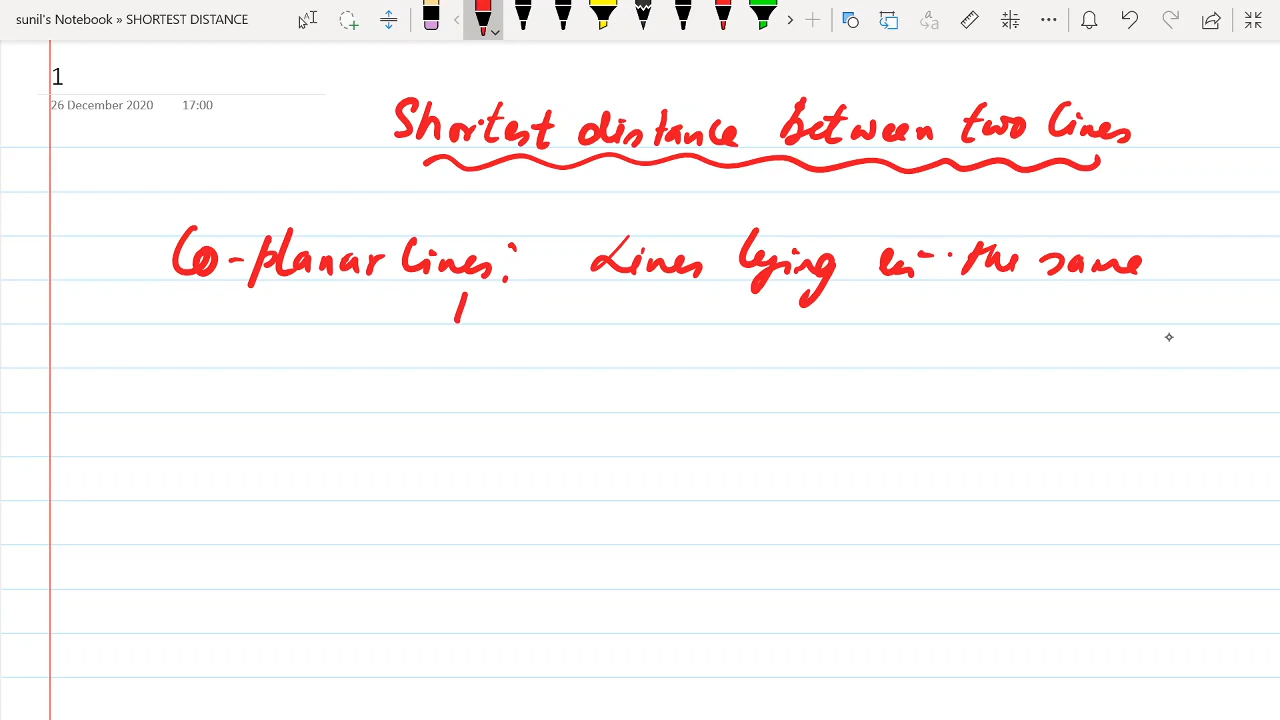 sunil's Notebook » SHORTEST DISTANCE
1
26 December 2020 17:00
Shortest distance between two lines
Co-planar lines: Lines lying in the same